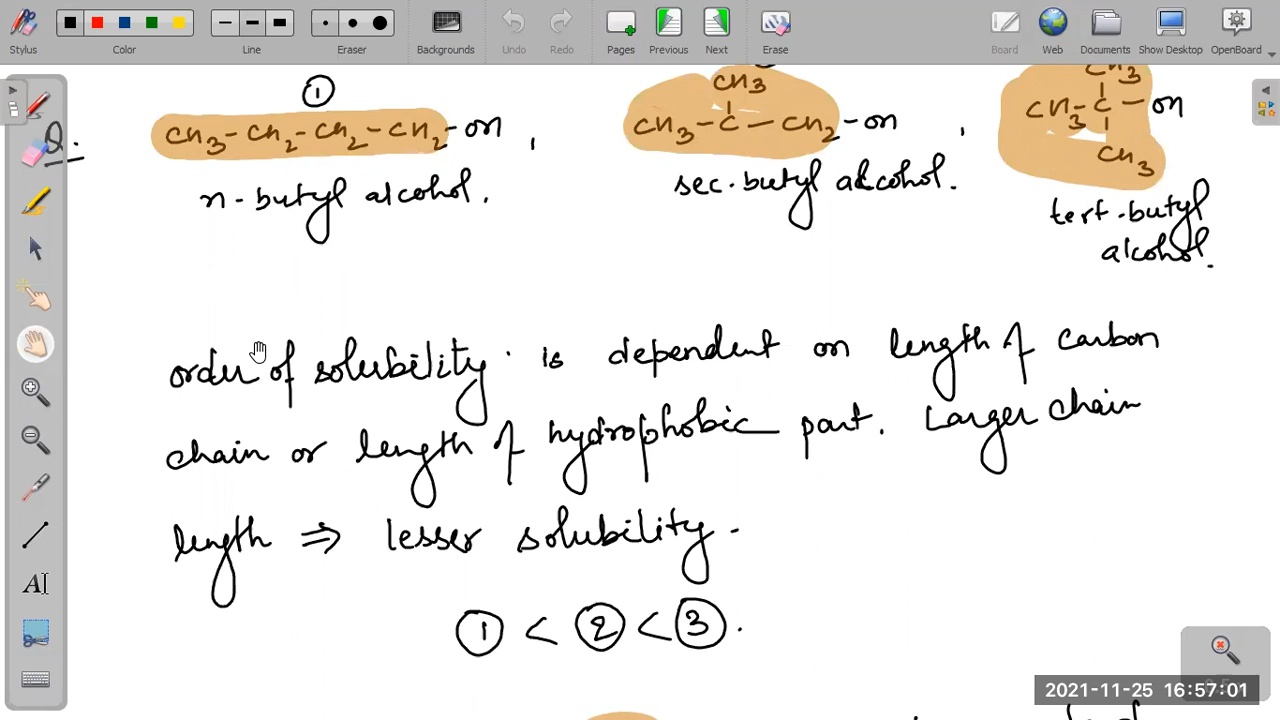 Stylus Color Line Eraser Backgrounds Undo Redo Pages Previous Next Erase Board Web Documents Show Desktop OpenBoard
Q.
①
CH3-CH2-CH2-CH2-OH,
n-butyl alcohol.
CH3
CH3-C-CH2-OH,
sec.butyl alcohol.
CH3
CH3-C-OH
CH3
tert-butyl
alcohol.
order of solubility is dependent on length of carbon
chain or length of hydrophobic part. Larger chain
length ⇒ lesser solubility.
① < ② < ③.
2021-11-25 16:57:01